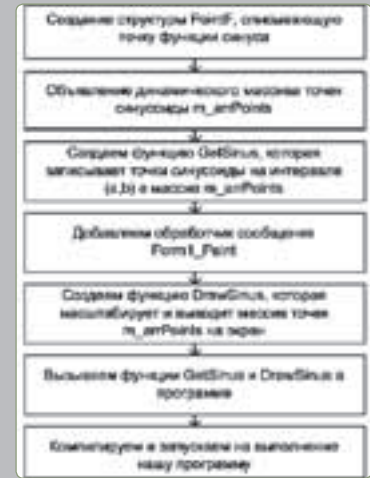 Создание структуры PointF, описывающую
точку функции синуса
Объявление динамического массива точек
синусоиды m_arrPoints
Создаем функцию GetSinus, которая
записывает точки синусоиды на интервале
(a,b) в массив m_arrPoints
Добавляем обработчик сообщения
Form1_Paint
Создаем функцию DrawSinus, которая
масштабирует и выводит массив точек
m_arrPoints на экран
Вызываем функции GetSinus и DrawSinus в
программе
Компилируем и запускаем на выполнение
нашу программу